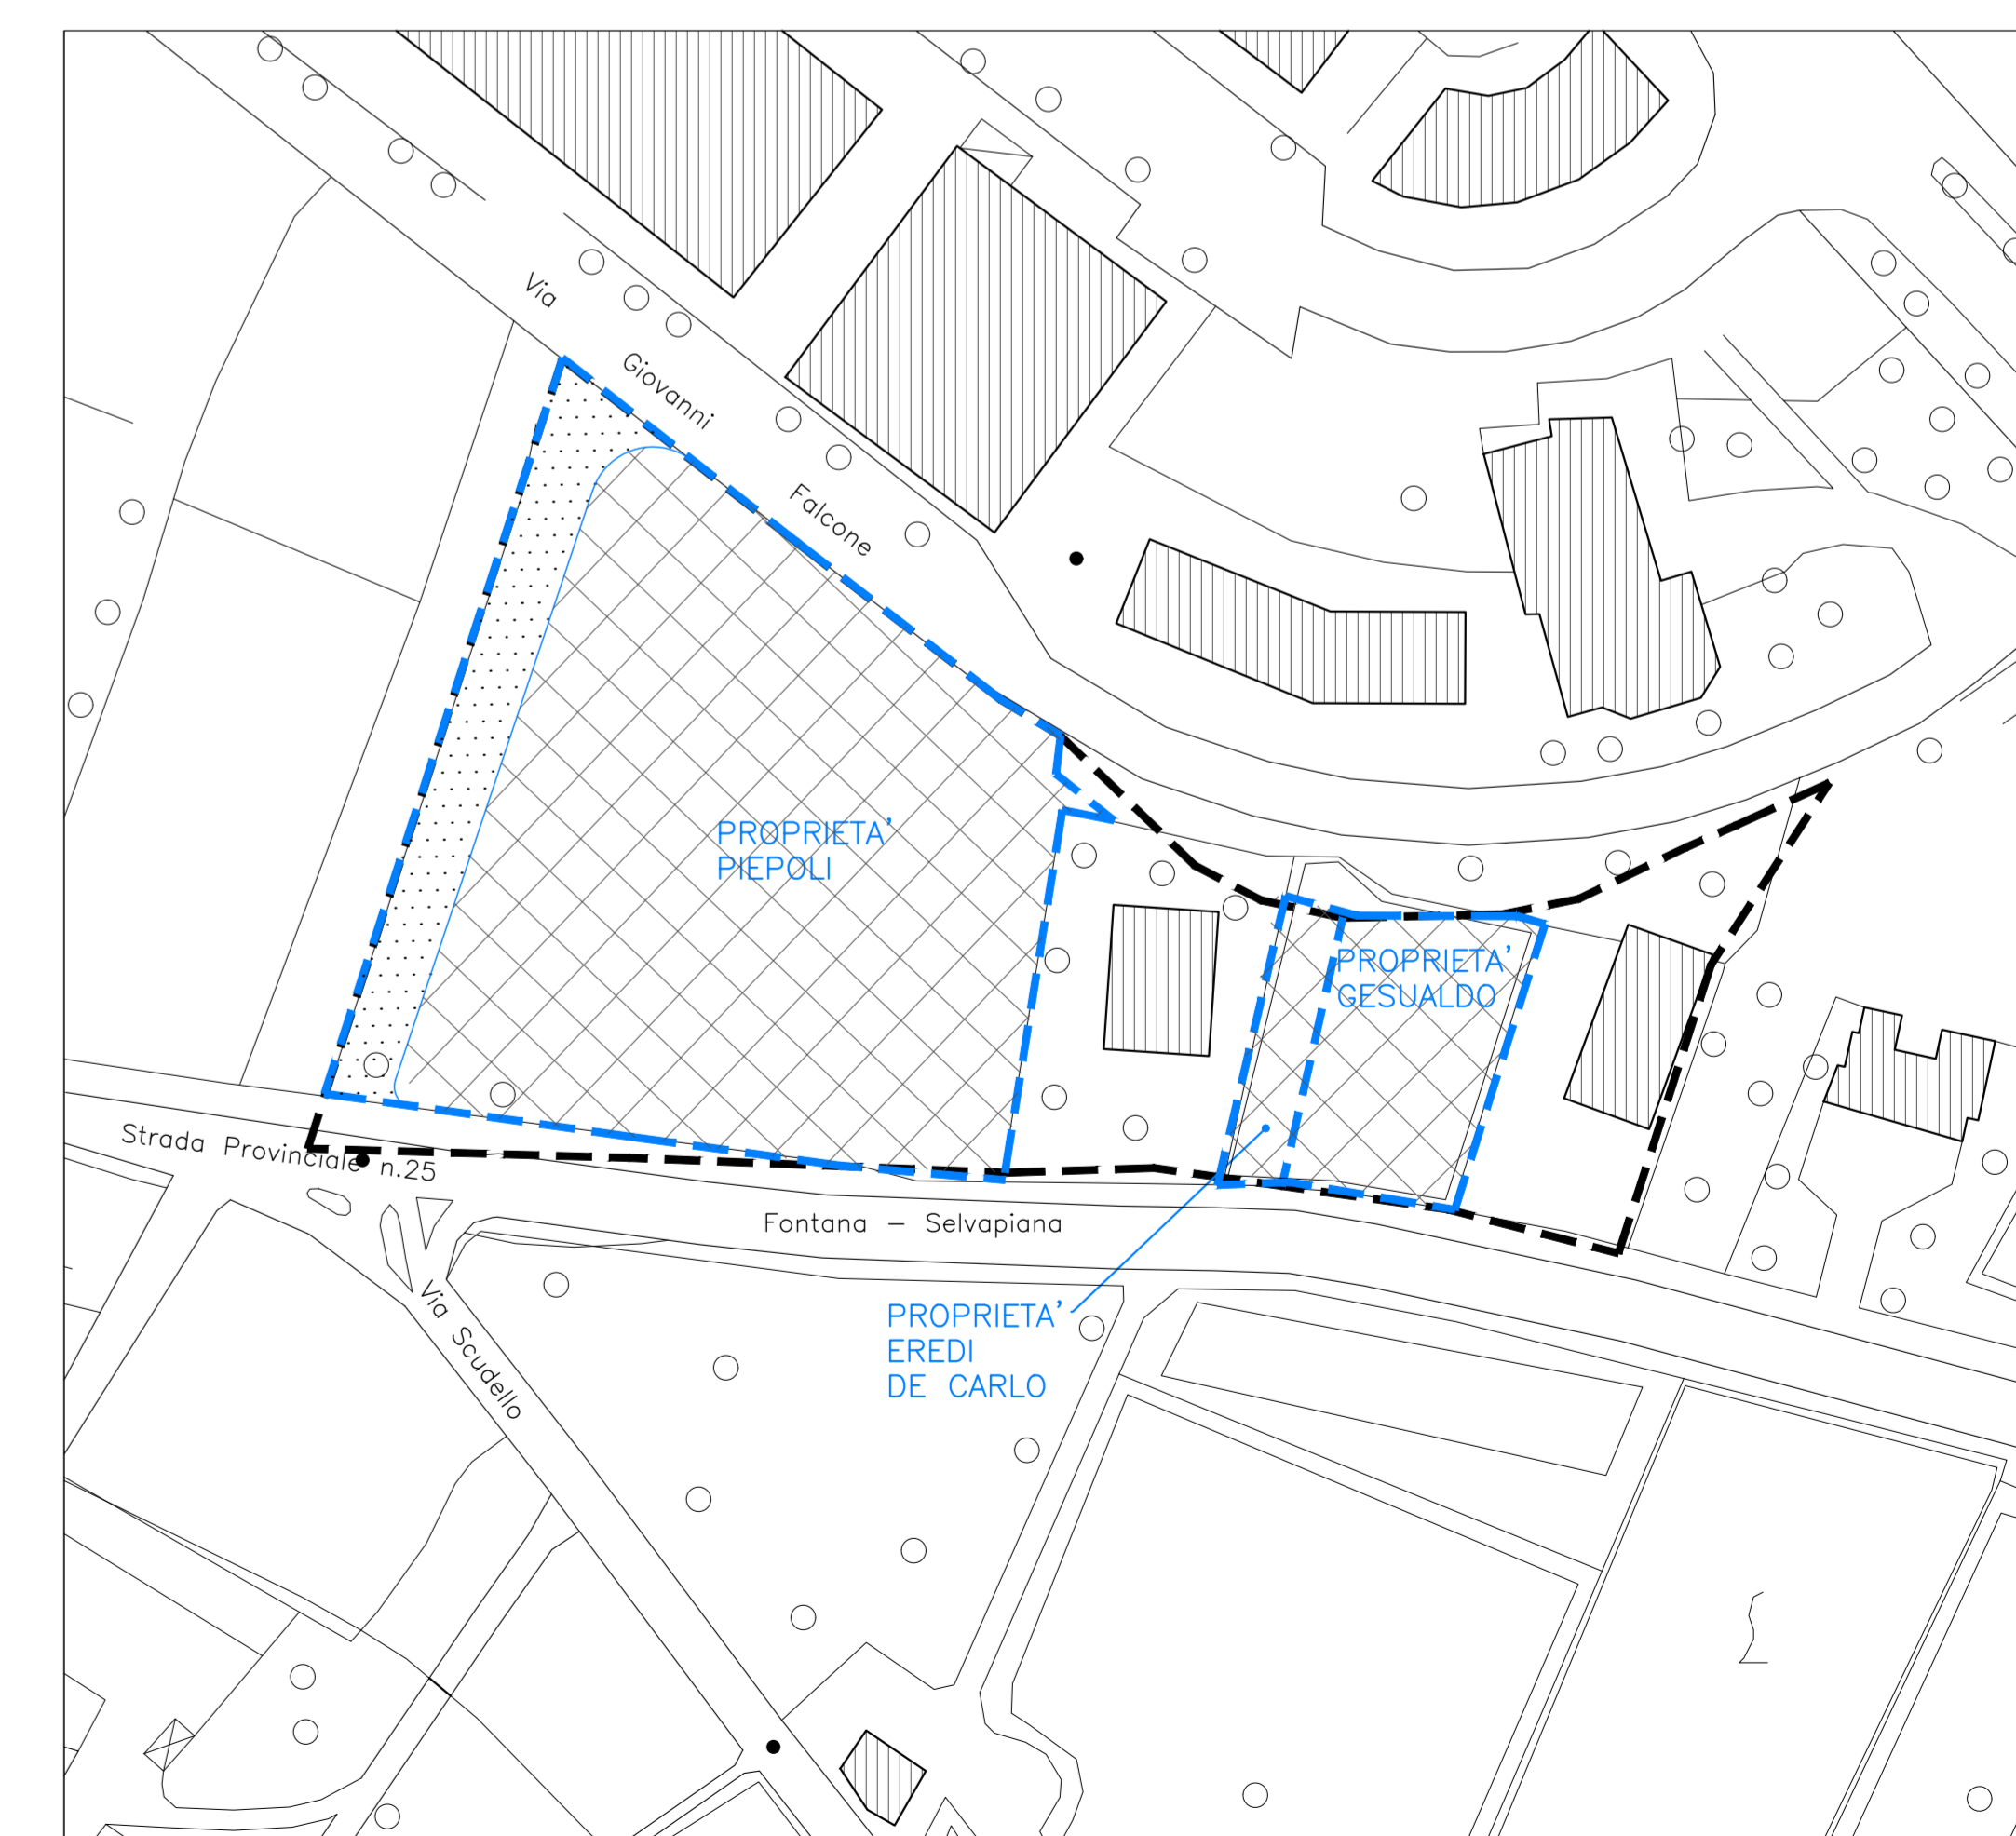 Via
Giovanni
Falcone
PROPRIETA'
PIEPOLI
PROPRIETA'
GESUALDO
Strada Provinciale n.25
Fontana - Selvapiana
Via Scudello
PROPRIETA'
EREDI
DE CARLO